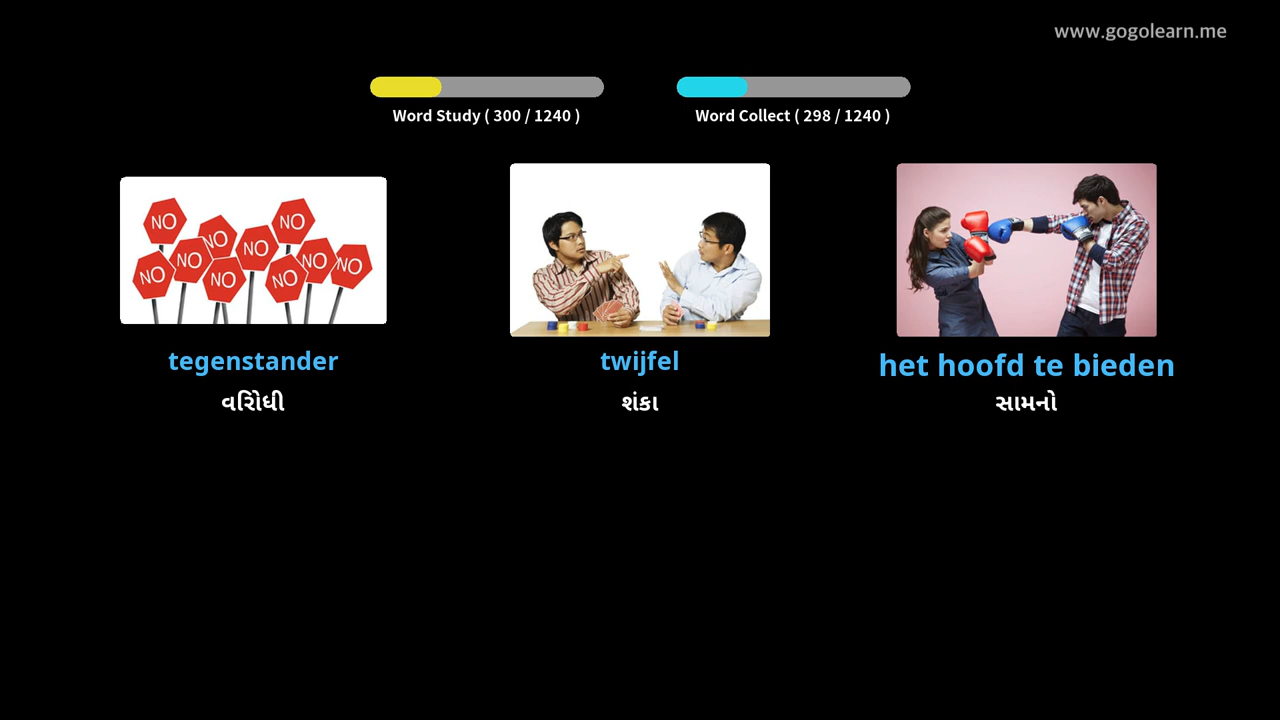 www.gogolearn.me
Word Study ( 300 / 1240 )
Word Collect ( 298 / 1240 )
NO
NO
NO
NO
NO
NO
NO
NO
NO
tegenstander
twijfel
het hoofd te bieden
વિરોધી
શંકા
સામનો